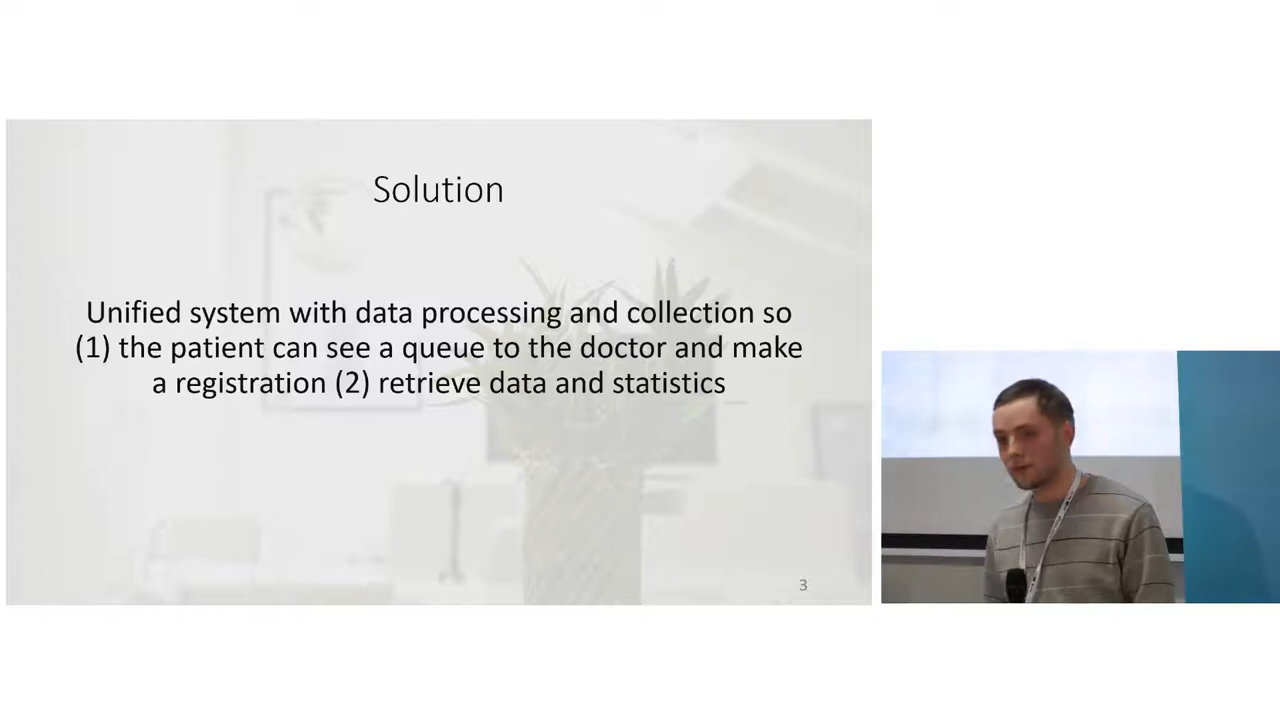 Solution
Unified system with data processing and collection so
(1) the patient can see a queue to the doctor and make
a registration (2) retrieve data and statistics
3